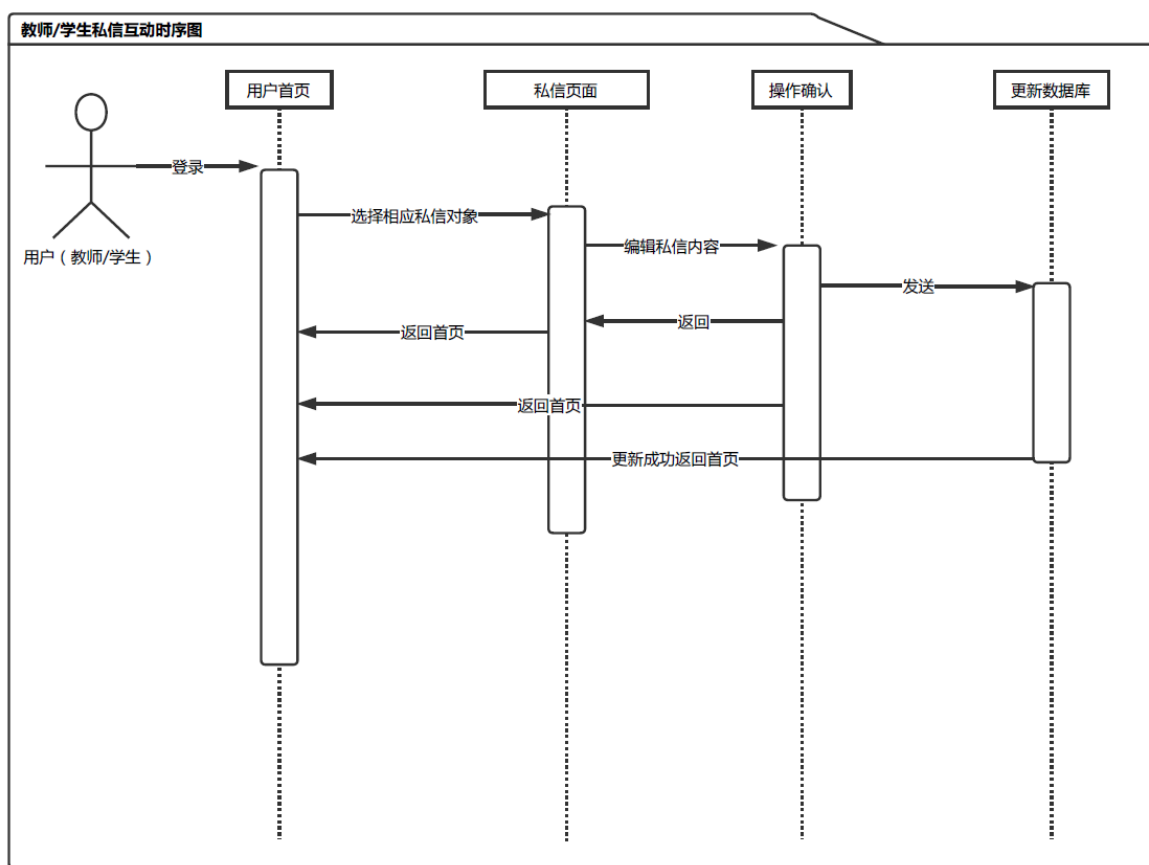 教师/学生私信互动时序图
用户首页
私信页面
操作确认
更新数据库
登录
选择相应私信对象
编辑私信内容
用户（教师/学生）
发送
返回
返回首页
返回首页
更新成功返回首页